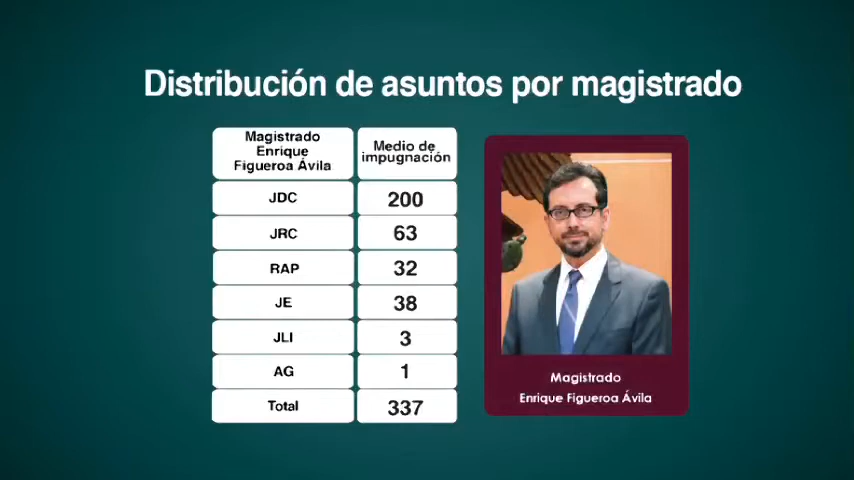 Distribución de asuntos por magistrado
Magistrado
Enrique
Figueroa Ávila
Medio de
impugnación
JDC 200
JRC 63
RAP 32
JE 38
JLI 3
AG 1
Total 337
Magistrado
Enrique Figueroa Ávila